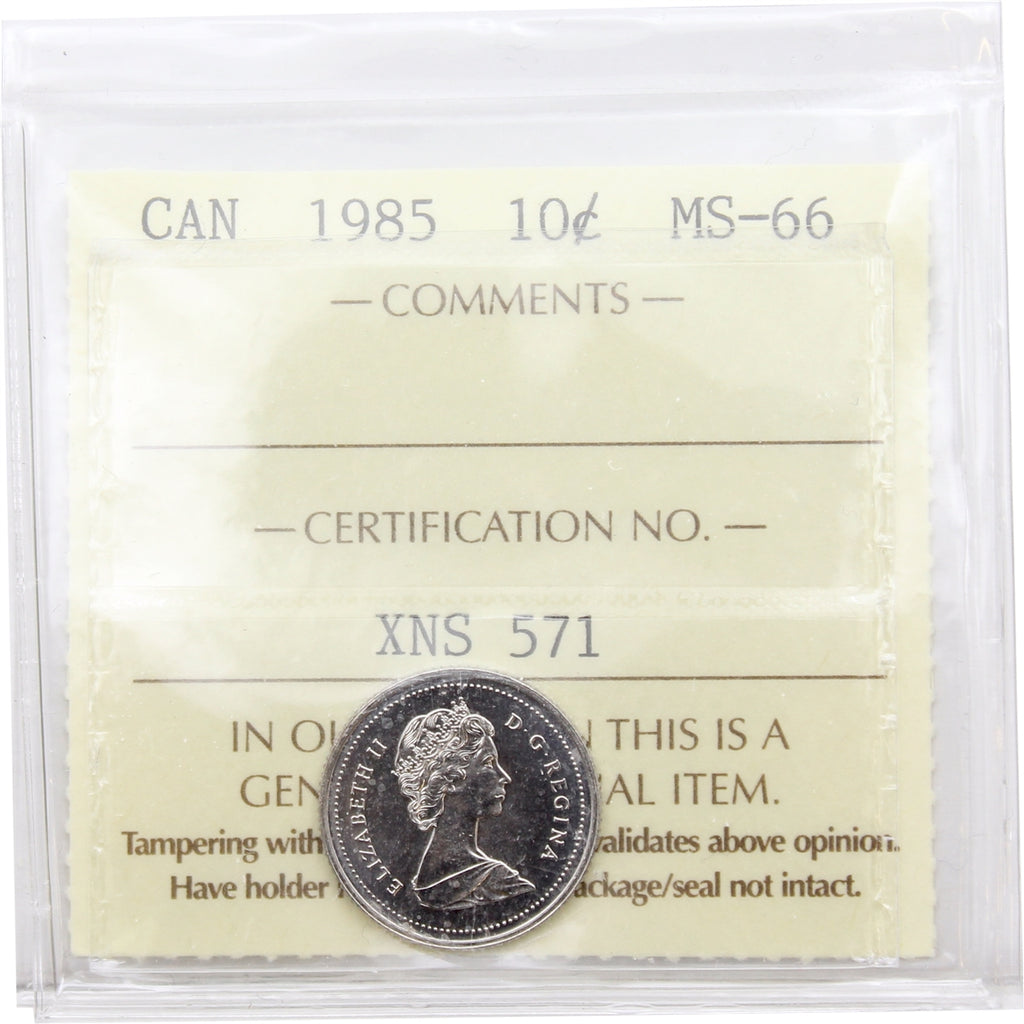 CAN 1985 10¢ MS-66
— COMMENTS —
— CERTIFICATION NO. —
XNS 571
IN OU N THIS IS A
GEN AL ITEM.
Tampering with alidates above opinion.
Have holder ackage/seal not intact.
ELIZABETH II D·G·REGINA